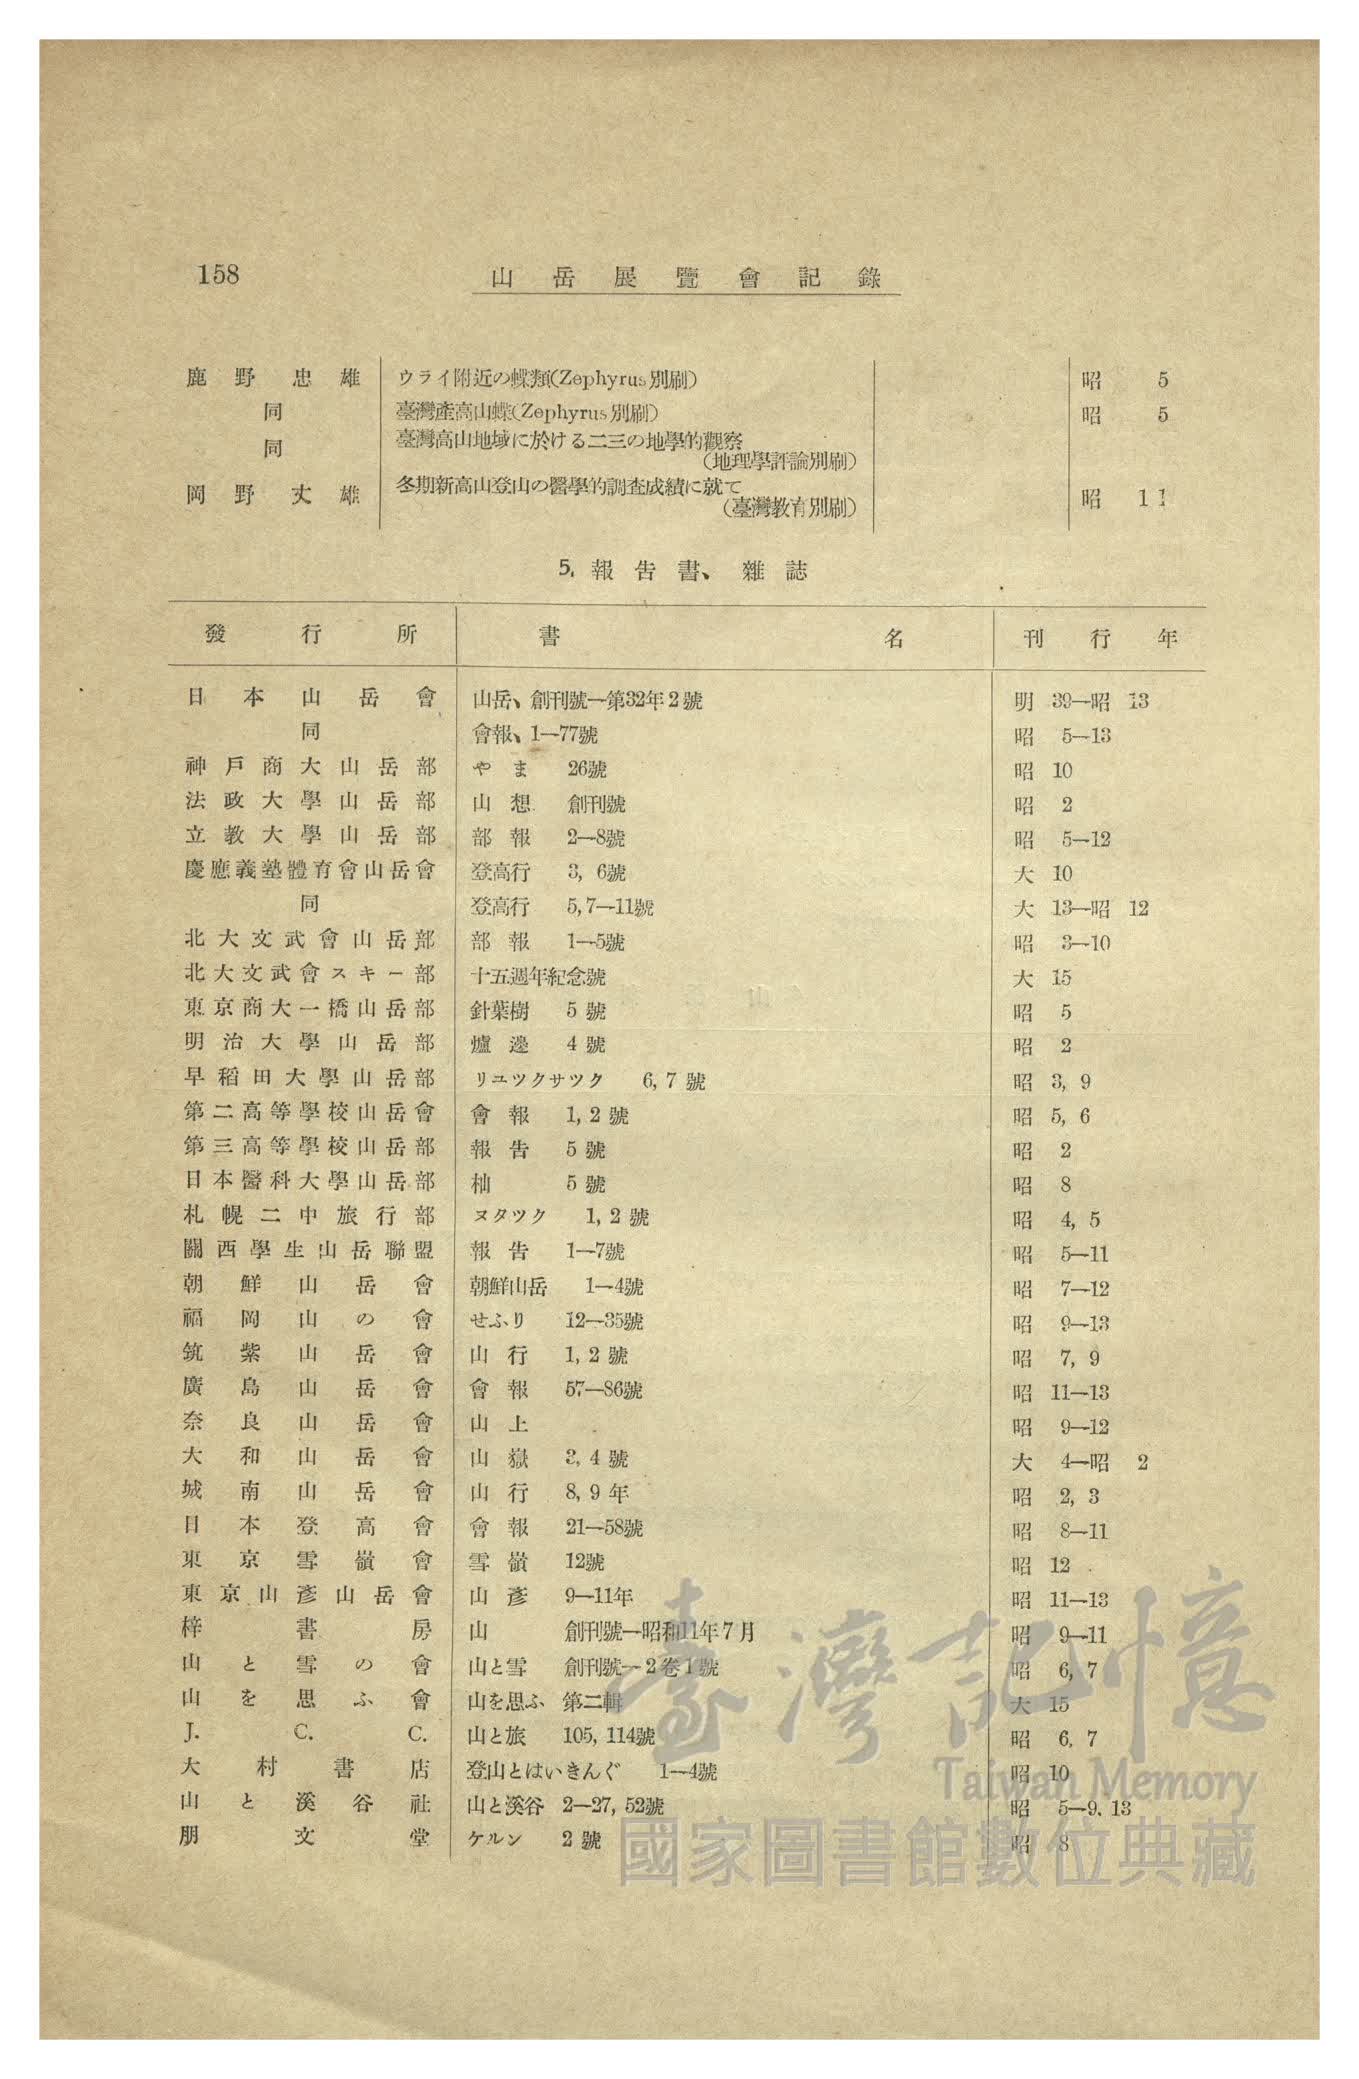 158 山岳展覽會記錄
鹿野忠雄 ウライ附近の蝶類(Zephyrus別刷) 昭 5
同 臺灣產高山蝶(Zephyrus別刷) 昭 5
同 臺灣高山地域に於ける二三の地學的觀察
(地理學評論別刷)
岡野丈雄 冬期新高山登山の醫學的調査成績に就て
(臺灣敎育別刷) 昭 11
5. 報告書、雜誌
發行所 書名 刊行年
日本山岳會 山岳、創刊號―第32年2號 明 39―昭 13
同 會報、1―77號 昭 5―13
神戶商大山岳部 やま 26號 昭 10
法政大學山岳部 山想 創刊號 昭 2
立敎大學山岳部 部報 2―8號 昭 5―12
慶應義塾體育會山岳會 登高行 3, 6號 大 10
同 登高行 5, 7―11號 大 13―昭 12
北大文武會山岳部 部報 1―5號 昭 3―10
北大文武會スキー部 十五週年紀念號 大 15
東京商大一橋山岳部 針葉樹 5 號 昭 5
明治大學山岳部 爐邊 4 號 昭 2
早稻田大學山岳部 リユツクサツク 6, 7 號 昭 3, 9
第二高等學校山岳會 會報 1, 2 號 昭 5, 6
第三高等學校山岳部 報告 5 號 昭 2
日本醫科大學山岳部 柚 5 號 昭 8
札幌二中旅行部 ヌタツク 1, 2 號 昭 4, 5
關西學生山岳聯盟 報告 1―7號 昭 5―11
朝鮮山岳會 朝鮮山岳 1―4號 昭 7―12
福岡山の會 せふり 12―35號 昭 9―13
筑紫山岳會 山行 1, 2 號 昭 7, 9
廣島山岳會 會報 57―86號 昭 11―13
奈良山岳會 山上 昭 9―12
大和山岳會 山嶽 3, 4 號 大 4―昭 2
城南山岳會 山行 8, 9 年 昭 2, 3
日本登高會 會報 21―58號 昭 8―11
東京雪嶺會 雪嶺 12號 昭 12
東京山彥山岳會 山彥 9―11年 昭 11―13
梓書房 山 創刊號―昭和11年7月 昭 9―11
山と雪の會 山と雪 創刊號―2卷1號 昭 6, 7
山を思ふ會 山を思ふ 第二輯 大 15
J. C. C. 山と旅 105, 114號 昭 6, 7
大村書店 登山とはいきんぐ 1―4號 昭 10
山と溪谷社 山と溪谷 2―27, 52號 昭 5―9, 13
朋文堂 ケルン 2 號 昭 8
臺灣記憶
Taiwan Memory
國家圖書館數位典藏